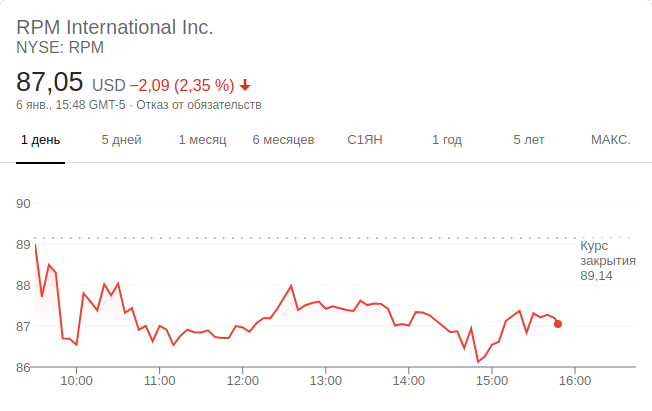 RPM International Inc.
NYSE: RPM
87,05 USD −2,09 (2,35 %)
6 янв., 15:48 GMT-5 · Отказ от обязательств
1 день 5 дней 1 месяц 6 месяцев С1ЯН 1 год 5 лет МАКС.
90
89
Курс
закрытия
89,14
88
87
86
10:00 11:00 12:00 13:00 14:00 15:00 16:00